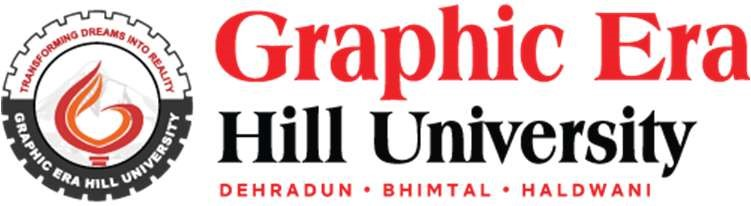 TRANSFORMING DREAMS INTO REALITY
GRAPHIC ERA HILL UNIVERSITY
Graphic Era
Hill University
DEHRADUN • BHIMTAL • HALDWANI